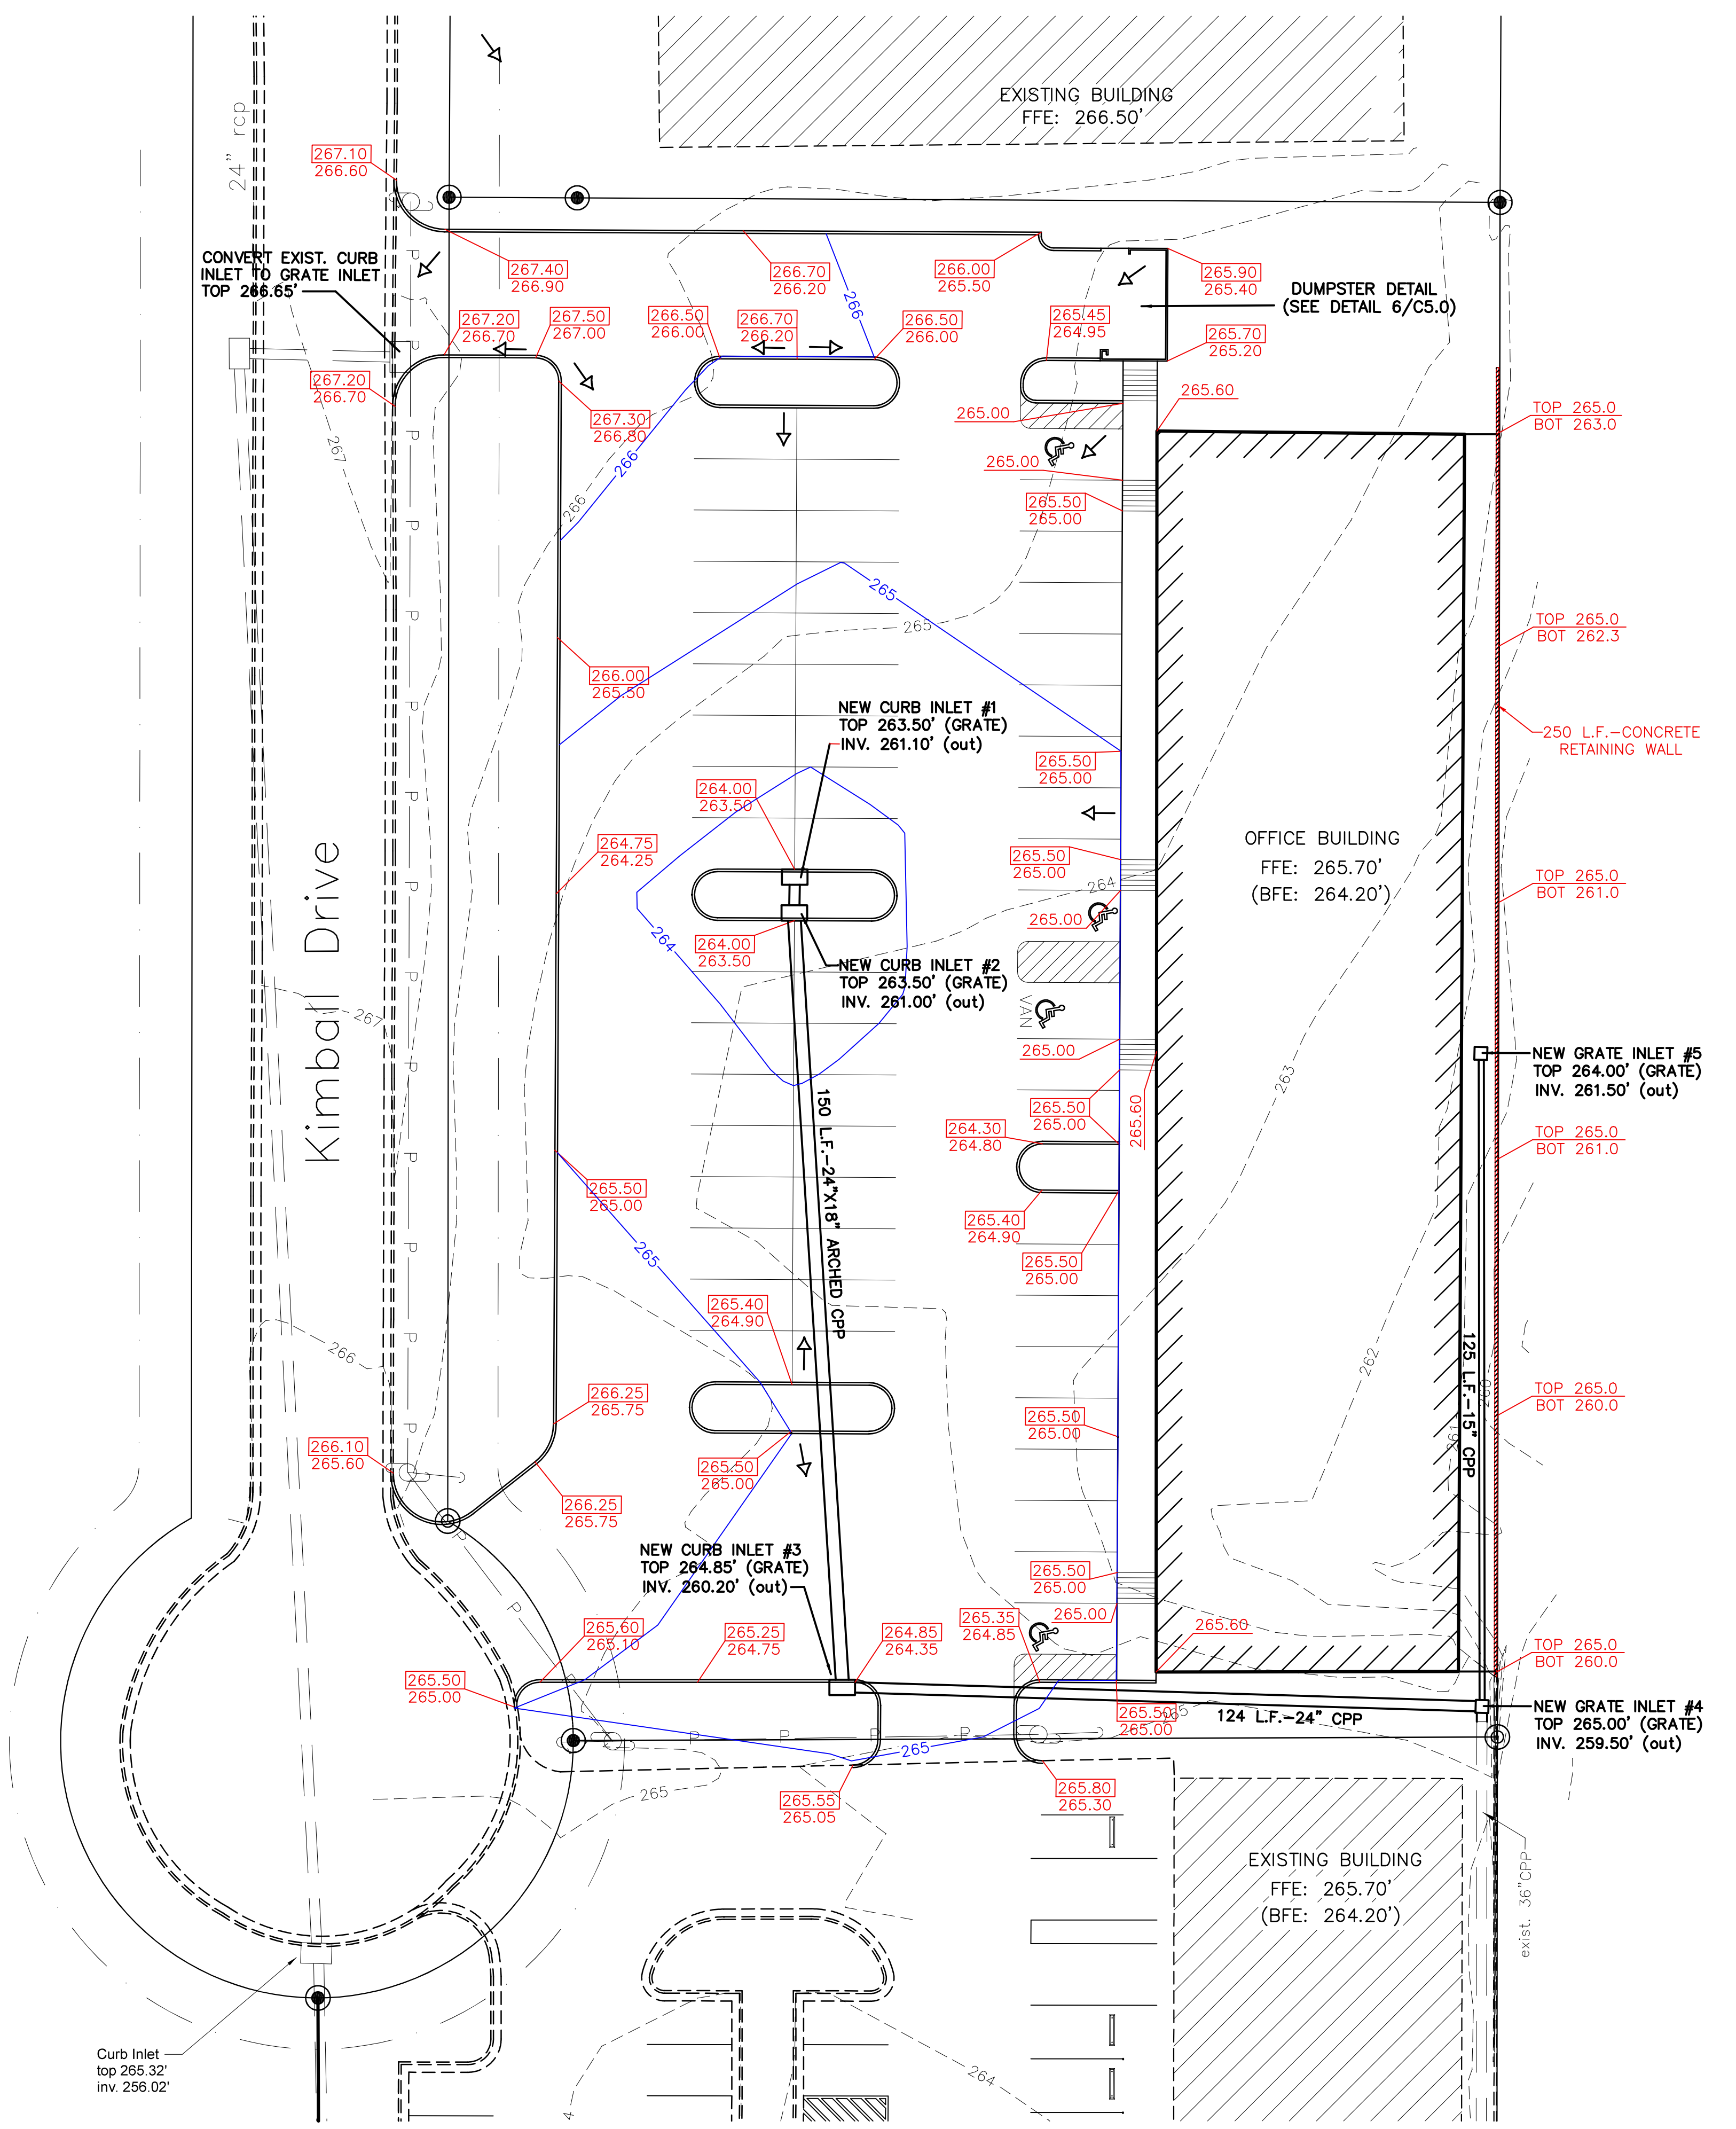 EXISTING BUILDING
FFE: 266.50'
24" rcp
267.10
266.60
CONVERT EXIST. CURB
INLET TO GRATE INLET
TOP 266.65'
267.40
266.90
266.70
266.20
266.00
265.50
265.90
265.40
DUMPSTER DETAIL
(SEE DETAIL 6/C5.0)
266
267.20
266.70
267.50
267.00
266.50
266.00
266.70
266.20
266.50
266.00
265.45
264.95
265.70
265.20
267.20
266.70
267.30
266.80
265.00
265.60
TOP 265.0
BOT 263.0
267
266
266
265.00
265.50
265.00
265
265
TOP 265.0
BOT 262.3
266.00
265.50
NEW CURB INLET #1
TOP 263.50' (GRATE)
INV. 261.10' (out)
250 L.F.-CONCRETE
RETAINING WALL
265.50
265.00
264.00
263.50
264.75
264.25
Kimball Drive
OFFICE BUILDING
FFE: 265.70'
(BFE: 264.20')
265.50
265.00
264
265.00
TOP 265.0
BOT 261.0
264
264.00
263.50
NEW CURB INLET #2
TOP 263.50' (GRATE)
INV. 261.00' (out)
VAN
267
265.00
263
NEW GRATE INLET #5
TOP 264.00' (GRATE)
INV. 261.50' (out)
150 L.F.-24"X18" ARCHED CPP
265.50
265.00
265.60
264.30
264.80
TOP 265.0
BOT 261.0
265.50
265.00
265.40
264.90
265
265.50
265.00
265.40
264.90
266
262
125 L.F.-15" CPP
260
261
TOP 265.0
BOT 260.0
266.25
265.75
265.50
265.00
266.10
265.60
265.50
265.00
266.25
265.75
NEW CURB INLET #3
TOP 264.85' (GRATE)
INV. 260.20' (out)
265.50
265.00
265.60
265.10
265.25
264.75
264.85
264.35
265.35
264.85
265.00
265.60
TOP 265.0
BOT 260.0
265.50
265.00
265.50
265.00
265
124 L.F.-24" CPP
NEW GRATE INLET #4
TOP 265.00' (GRATE)
INV. 259.50' (out)
265
265
265.55
265.05
265.80
265.30
EXISTING BUILDING
FFE: 265.70'
(BFE: 264.20')
exist. 36"CPP
Curb Inlet
top 265.32'
inv. 256.02'
264
4
P P P P P P P P P P P P P P P P P P P P